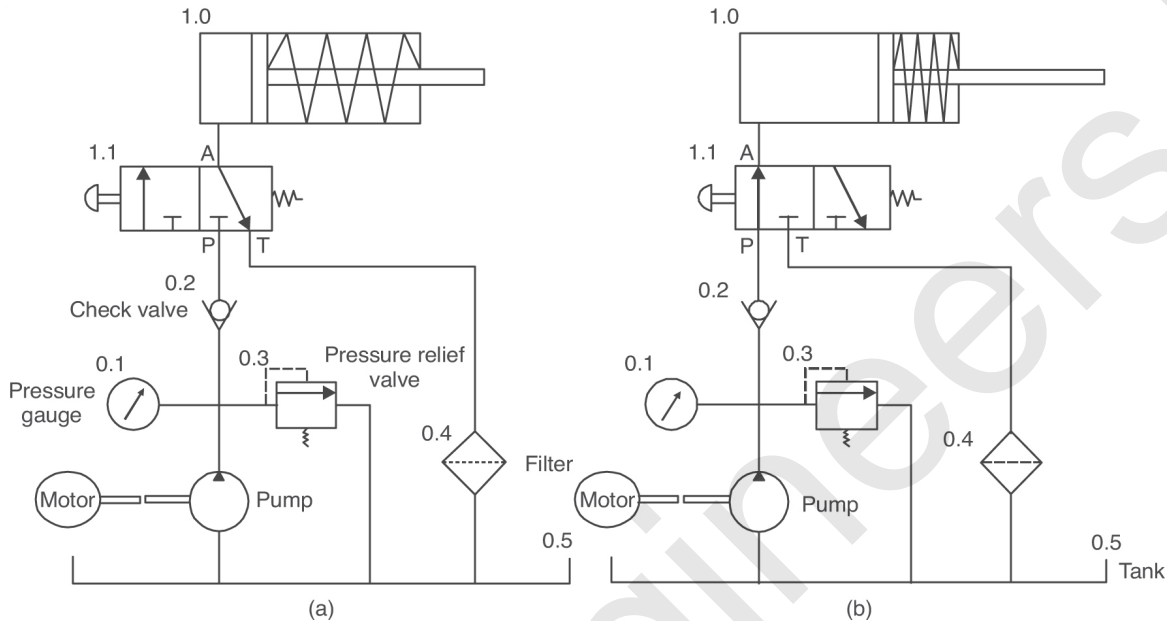 1.0
1.1
A
P
T
0.2
Check valve
0.1
0.3
Pressure relief
valve
Pressure
gauge
0.4
Filter
Motor
Pump
0.5
(a)
1.0
1.1
A
P
T
0.2
0.1
0.3
0.4
Motor
Pump
0.5
Tank
(b)
gineers